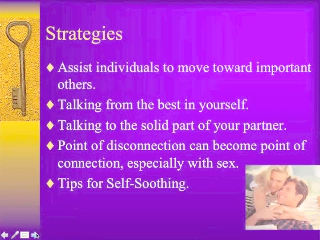 Strategies
Assist individuals to move toward important
others.
Talking from the best in yourself.
Talking to the solid part of your partner.
Point of disconnection can become point of
connection, especially with sex.
Tips for Self-Soothing.